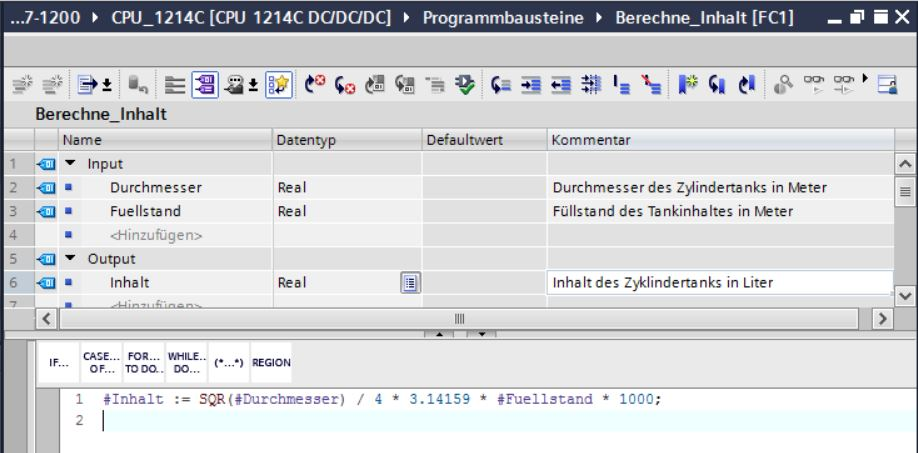 ...7-1200 ▸ CPU_1214C [CPU 1214C DC/DC/DC] ▸ Programmbausteine ▸ Berechne_Inhalt [FC1]
Berechne_Inhalt
Name Datentyp Defaultwert Kommentar
1 Input
2 Durchmesser Real Durchmesser des Zylindertanks in Meter
3 Fuellstand Real Füllstand des Tankinhaltes in Meter
4 <Hinzufügen>
5 Output
6 Inhalt Real Inhalt des Zyklindertanks in Liter
7 <Hinzufügen>
IF... CASE... OF... FOR... TO DO.. WHILE.. DO... (*...*) REGION
1 #Inhalt := SQR(#Durchmesser) / 4 * 3.14159 * #Fuellstand * 1000;
2